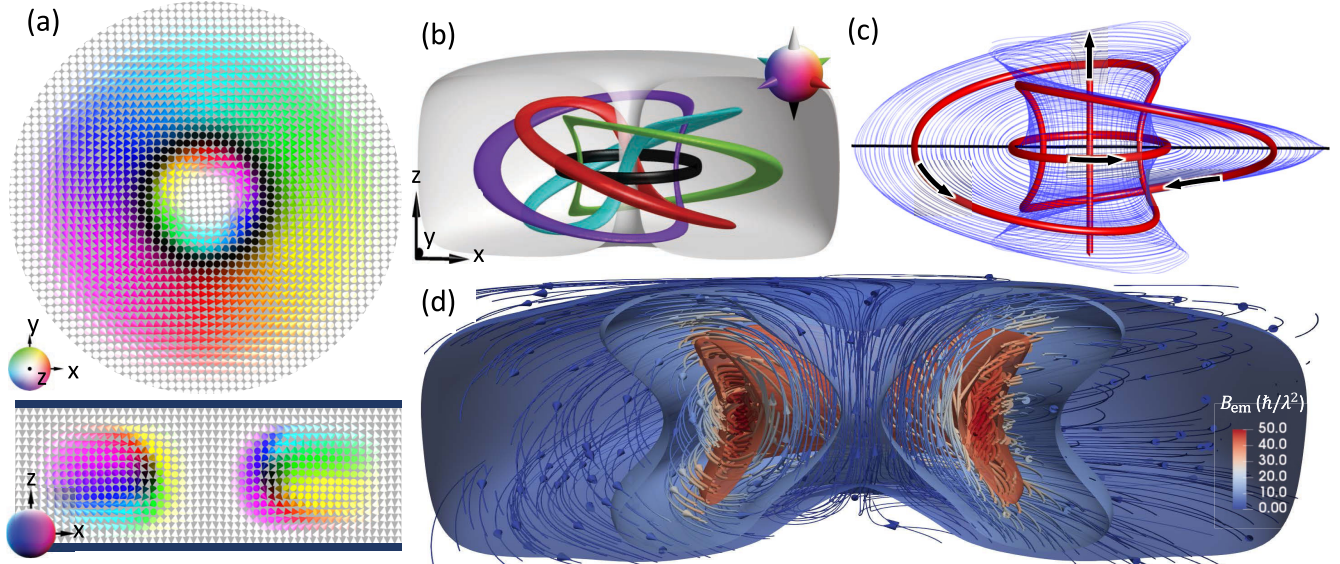 (a)
y
z
x
z
x
(b)
z
y
x
(c)
(d)
B_em (ℏ/λ²)
50.0
40.0
30.0
20.0
10.0
0.00